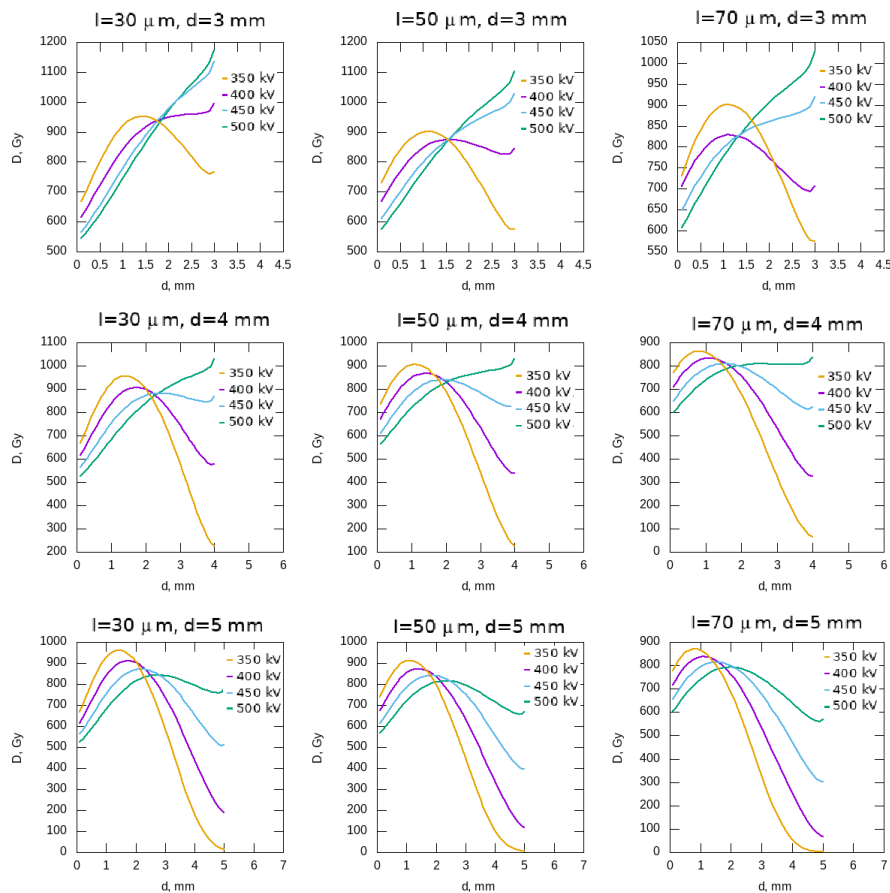 l=30 μm, d=3 mm
D, Gy
1200
1100
1000
900
800
700
600
500
0 0.5 1 1.5 2 2.5 3 3.5 4 4.5
d, mm
350 kV
400 kV
450 kV
500 kV
l=50 μm, d=3 mm
D, Gy
1200
1100
1000
900
800
700
600
500
0 0.5 1 1.5 2 2.5 3 3.5 4 4.5
d, mm
350 kV
400 kV
450 kV
500 kV
l=70 μm, d=3 mm
D, Gy
1050
1000
950
900
850
800
750
700
650
600
550
0 0.5 1 1.5 2 2.5 3 3.5 4 4.5
d, mm
350 kV
400 kV
450 kV
500 kV
l=30 μm, d=4 mm
D, Gy
1100
1000
900
800
700
600
500
400
300
200
0 1 2 3 4 5 6
d, mm
350 kV
400 kV
450 kV
500 kV
l=50 μm, d=4 mm
D, Gy
1000
900
800
700
600
500
400
300
200
100
0 1 2 3 4 5 6
d, mm
350 kV
400 kV
450 kV
500 kV
l=70 μm, d=4 mm
D, Gy
900
800
700
600
500
400
300
200
100
0
0 1 2 3 4 5 6
d, mm
350 kV
400 kV
450 kV
500 kV
l=30 μm, d=5 mm
D, Gy
1000
900
800
700
600
500
400
300
200
100
0
0 1 2 3 4 5 6 7
d, mm
350 kV
400 kV
450 kV
500 kV
l=50 μm, d=5 mm
D, Gy
1000
900
800
700
600
500
400
300
200
100
0
0 1 2 3 4 5 6 7
d, mm
350 kV
400 kV
450 kV
500 kV
l=70 μm, d=5 mm
D, Gy
900
800
700
600
500
400
300
200
100
0
0 1 2 3 4 5 6 7
d, mm
350 kV
400 kV
450 kV
500 kV